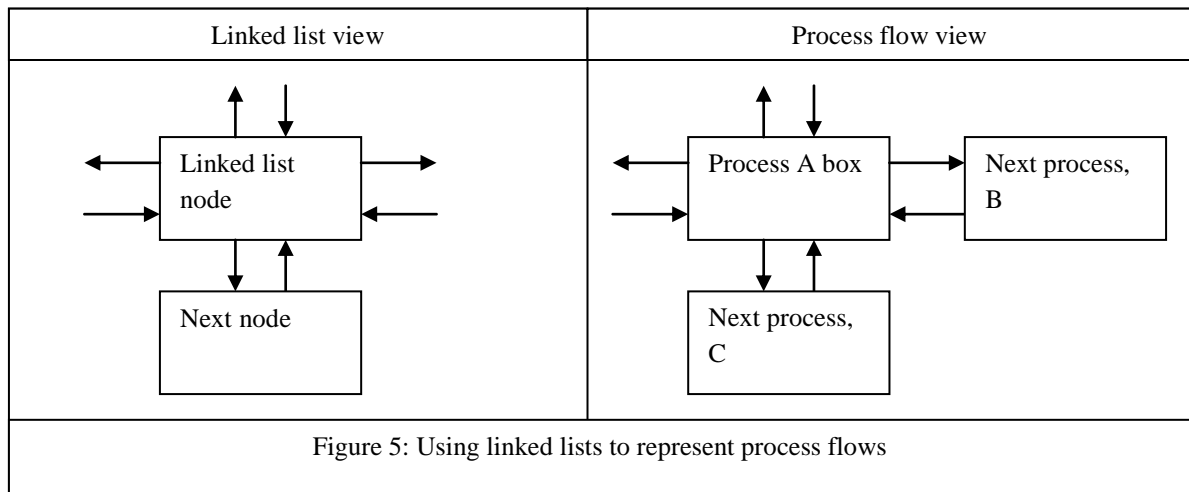 Linked list view
Process flow view
Linked list
node
Next node
Process A box
Next process,
B
Next process,
C
Figure 5: Using linked lists to represent process flows